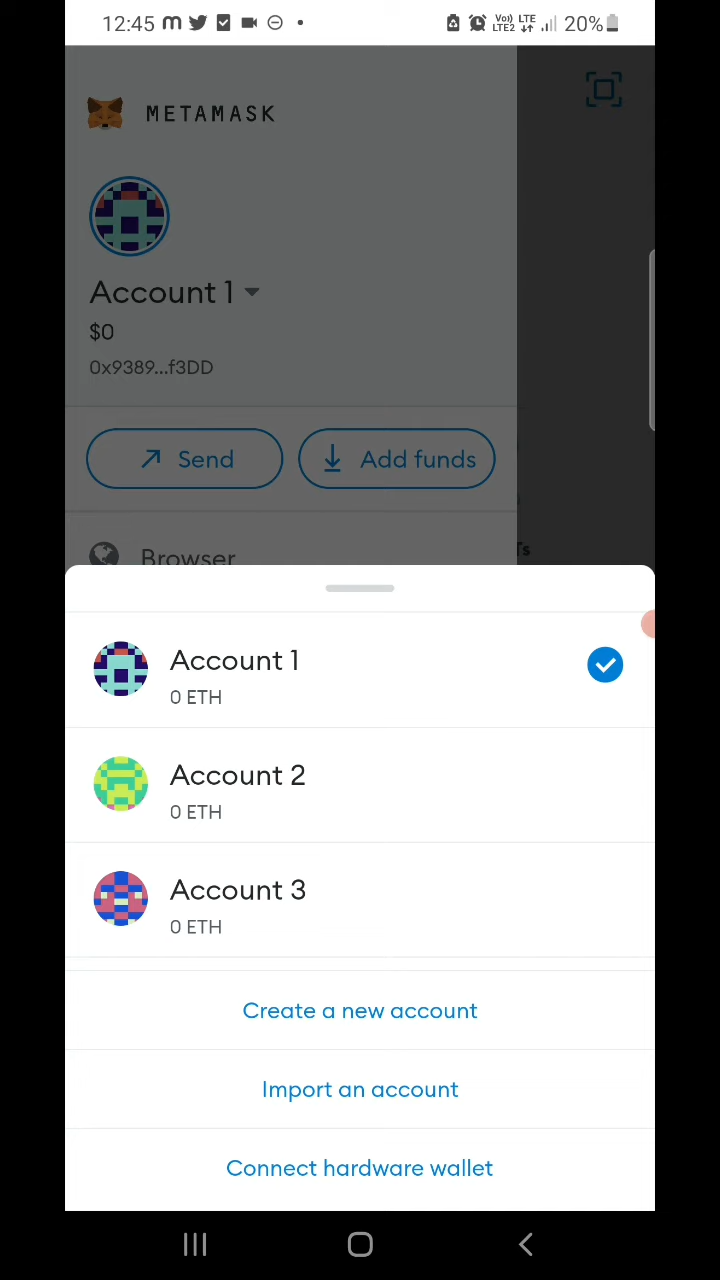 12:45 Vo) LTE LTE2 20%
METAMASK
Account 1
$0
0x9389...f3DD
Send Add funds
Browser
Ts
Account 1
0 ETH
Account 2
0 ETH
Account 3
0 ETH
Create a new account
Import an account
Connect hardware wallet